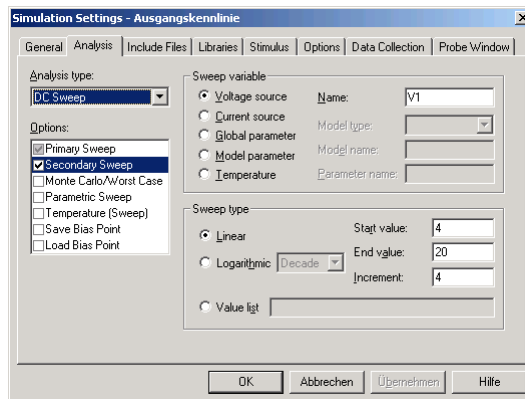 Simulation Settings - Ausgangskennlinie
General Analysis Include Files Libraries Stimulus Options Data Collection Probe Window
Analysis type:
DC Sweep
Options:
Primary Sweep
Secondary Sweep
Monte Carlo/Worst Case
Parametric Sweep
Temperature (Sweep)
Save Bias Point
Load Bias Point
Sweep variable
Voltage source
Current source
Global parameter
Model parameter
Temperature
Name: V1
Model type:
Model name:
Parameter name:
Sweep type
Linear
Logarithmic Decade
Value list
Start value: 4
End value: 20
Increment: 4
OK Abbrechen Übernehmen Hilfe